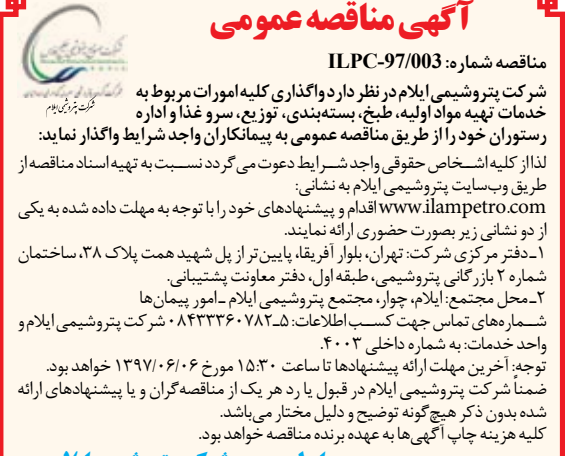 آگهی مناقصه عمومی
مناقصه شماره: ILPC-97/003
شرکت پتروشیمی ایلام در نظر دارد واگذاری کلیه امورات مربوط به
خدمات تهیه مواد اولیه، طبخ، بسته‌بندی، توزیع، سرو غذا و اداره
شرکت پتروشیمی ایلام
رستوران خود را از طریق مناقصه عمومی به پیمانکاران واجد شرایط واگذار نماید:
لذا از کلیه اشخاص حقوقی واجد شرایط دعوت می گردد نسبت به تهیه اسناد مناقصه از
طریق وب‌سایت پتروشیمی ایلام به نشانی:
www.ilampetro.com اقدام و پیشنهادهای خود را با توجه به مهلت داده شده به یکی
از دو نشانی زیر بصورت حضوری ارائه نمایند.
۱ـ دفتر مرکزی شرکت: تهران، بلوار آفریقا، پایین‌تر از پل شهید همت پلاک ۳۸، ساختمان
شماره ۲ بازرگانی پتروشیمی، طبقه اول، دفتر معاونت پشتیبانی.
۲ـ محل مجتمع: ایلام، چوار، مجتمع پتروشیمی ایلام ـ امور پیمان‌ها
شماره‌های تماس جهت کسب اطلاعات: ۵ـ۰۸۴۳۳۳۶۰۷۸۲ شرکت پتروشیمی ایلام و
واحد خدمات: به شماره داخلی ۴۰۰۳.
توجه: آخرین مهلت ارائه پیشنهادها تا ساعت ۱۵:۳۰ مورخ ۱۳۹۷/۰۶/۰۶ خواهد بود.
ضمناً شرکت پتروشیمی ایلام در قبول یا رد هر یک از مناقصه‌گران و یا پیشنهادهای ارائه
شده بدون ذکر هیچ‌گونه توضیح و دلیل مختار می‌باشد.
کلیه هزینه چاپ آگهی‌ها به عهده برنده مناقصه خواهد بود.